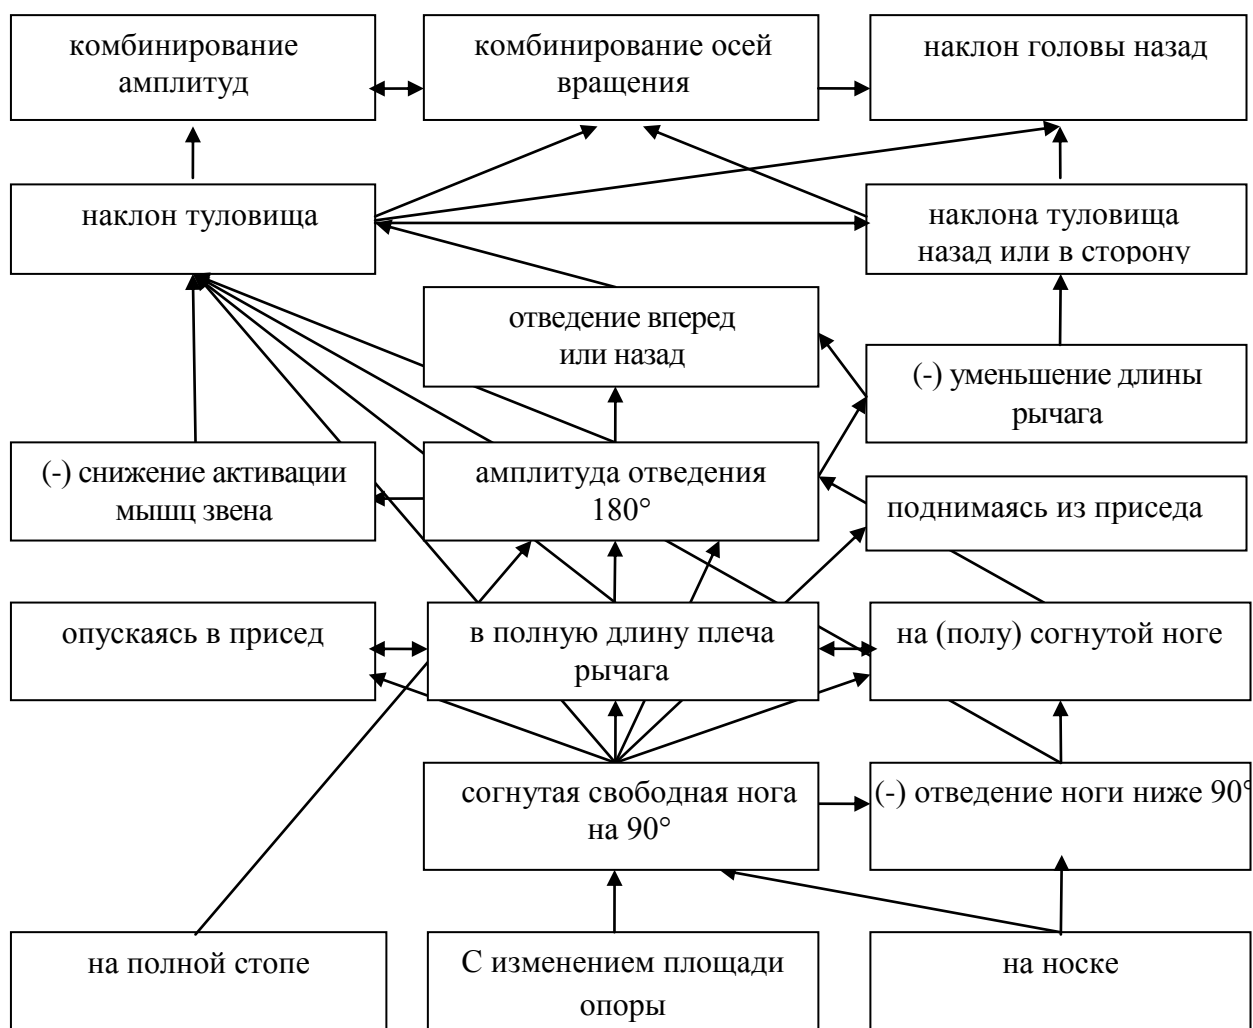 комбинирование
амплитуд
комбинирование осей
вращения
наклон головы назад
наклон туловища
наклона туловища
назад или в сторону
отведение вперед
или назад
(-) уменьшение длины
рычага
(-) снижение активации
мышц звена
амплитуда отведения
180°
поднимаясь из приседа
опускаясь в присед
в полную длину плеча
рычага
на (полу) согнутой ноге
согнутая свободная нога
на 90°
(-) отведение ноги ниже 90°
на полной стопе
С изменением площади
опоры
на носке